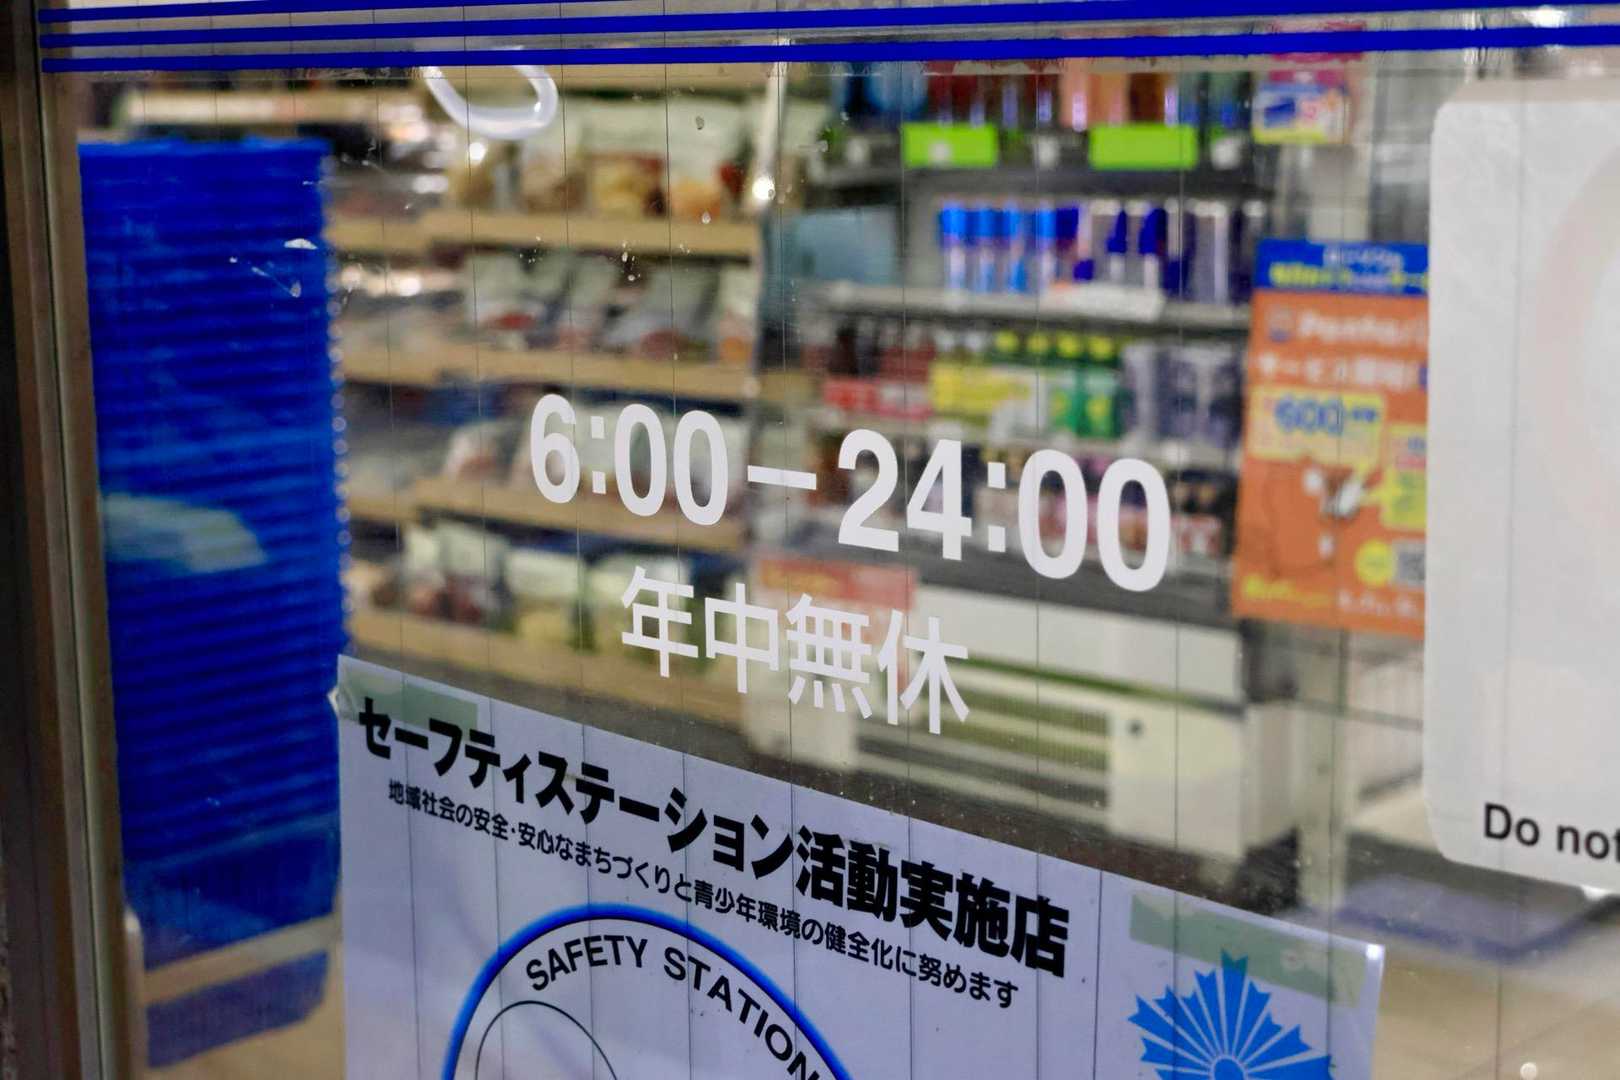 6:00−24:00
年中無休
セーフティステーション活動実施店
地域社会の安全・安心なまちづくりと青少年環境の健全化に努めます
SAFETY STATION
Do not
600